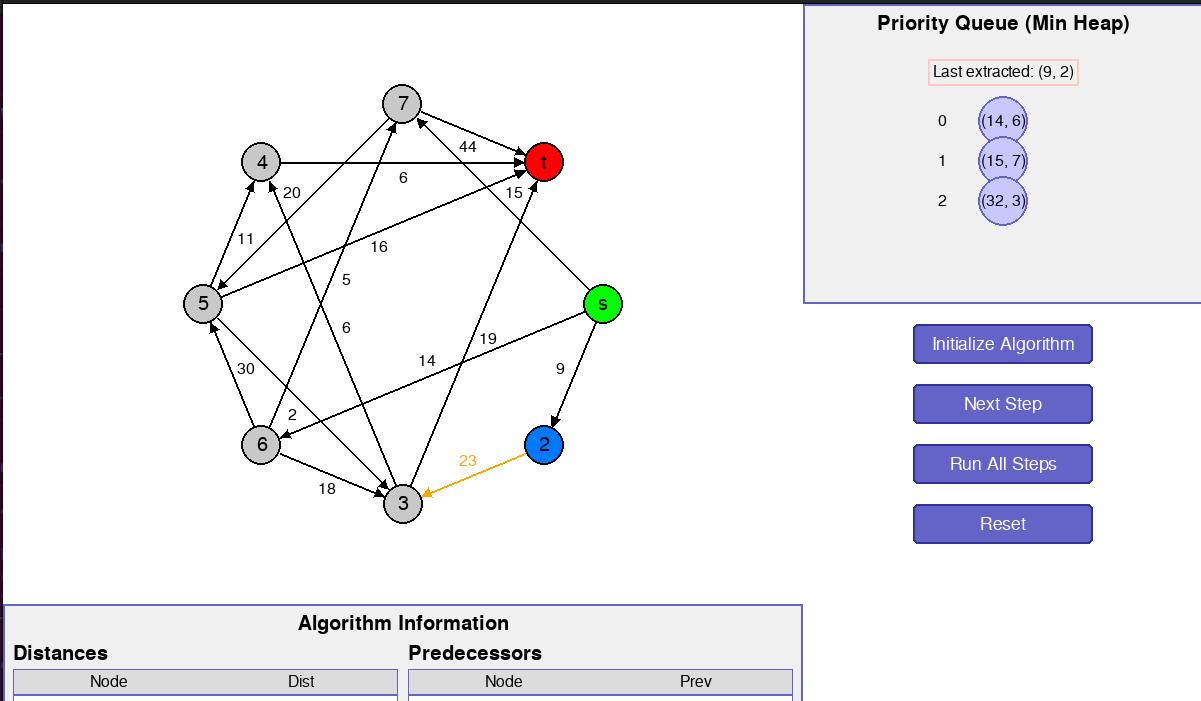 Priority Queue (Min Heap)
Last extracted: (9, 2)
0 (14, 6)
1 (15, 7)
2 (32, 3)
7
44
4
t
20
6
15
11
16
5
5
s
6
30
14
19
9
2
6
2
23
18
3
Initialize Algorithm
Next Step
Run All Steps
Reset
Algorithm Information
Distances
Node Dist
Predecessors
Node Prev